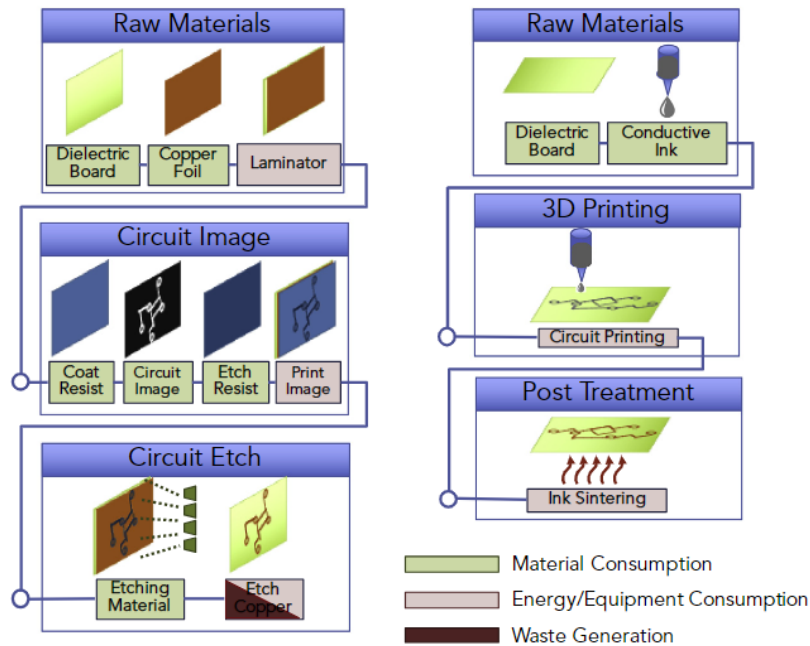 Raw Materials
Dielectric
Board
Copper
Foil
Laminator
Circuit Image
Coat
Resist
Circuit
Image
Etch
Resist
Print
Image
Circuit Etch
Etching
Material
Etch
Copper
Raw Materials
Dielectric
Board
Conductive
Ink
3D Printing
Circuit Printing
Post Treatment
Ink Sintering
Material Consumption
Energy/Equipment Consumption
Waste Generation